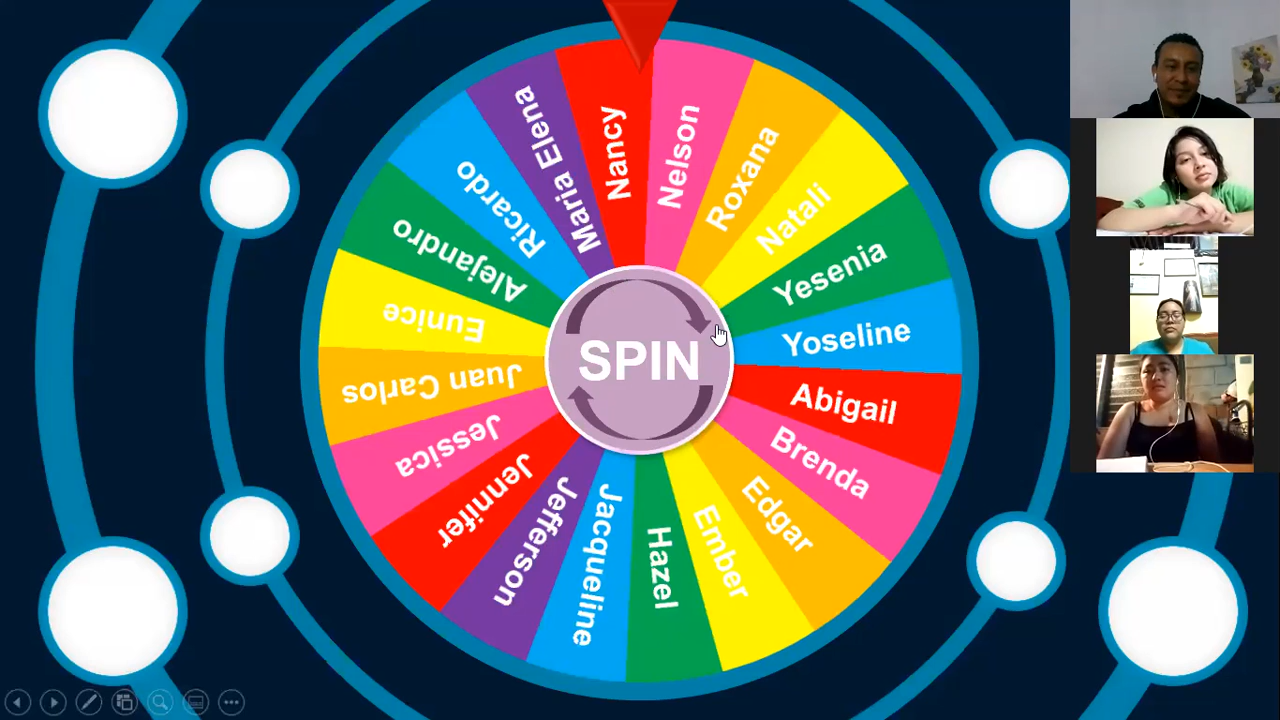 Nancy
Nelson
Roxana
Natali
Yesenia
Yoseline
Abigail
Brenda
Edgar
Ember
Hazel
Jacqueline
Jefferson
Jennifer
Jessica
Juan Carlos
Eunice
Alejandro
Ricardo
Maria Elena
SPIN